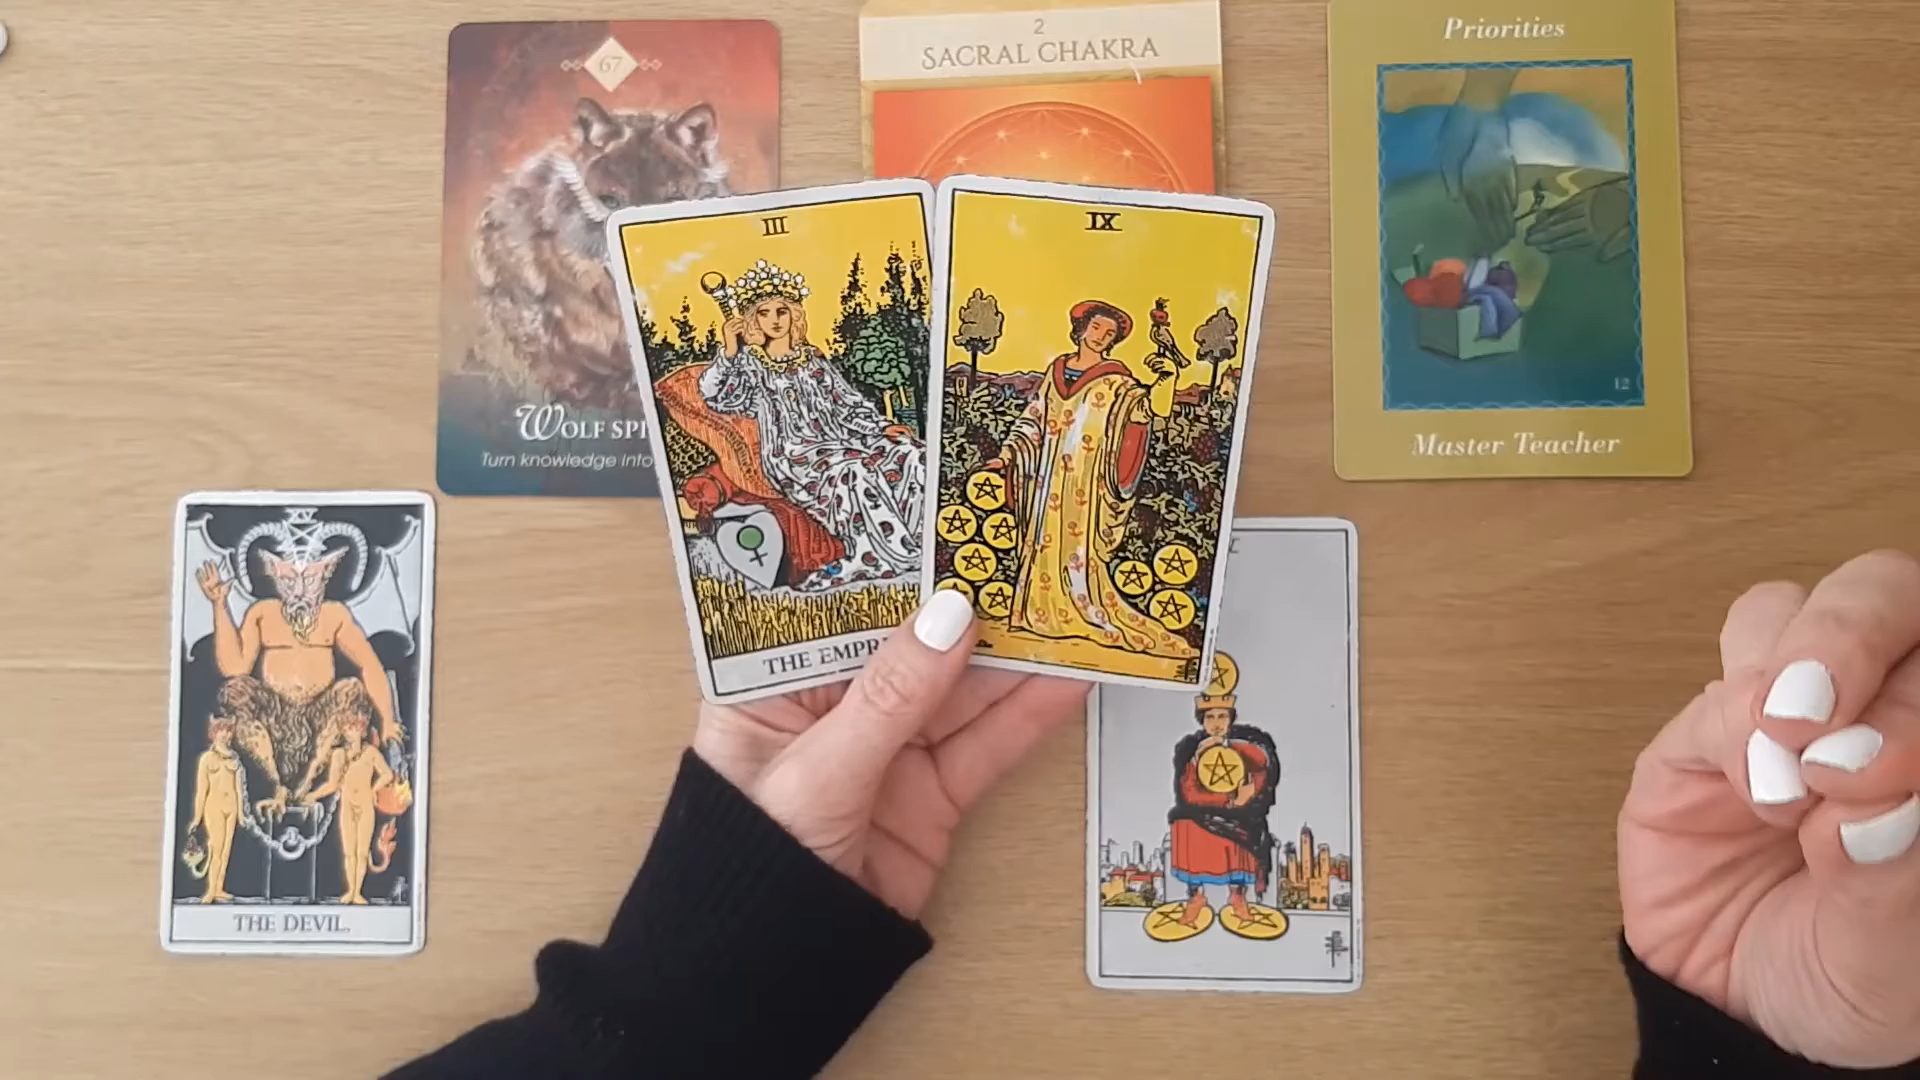 67
WOLF SPI
Turn knowledge into
2
SACRAL CHAKRA
Priorities
12
Master Teacher
III
THE EMPR
IX
XV
THE DEVIL.